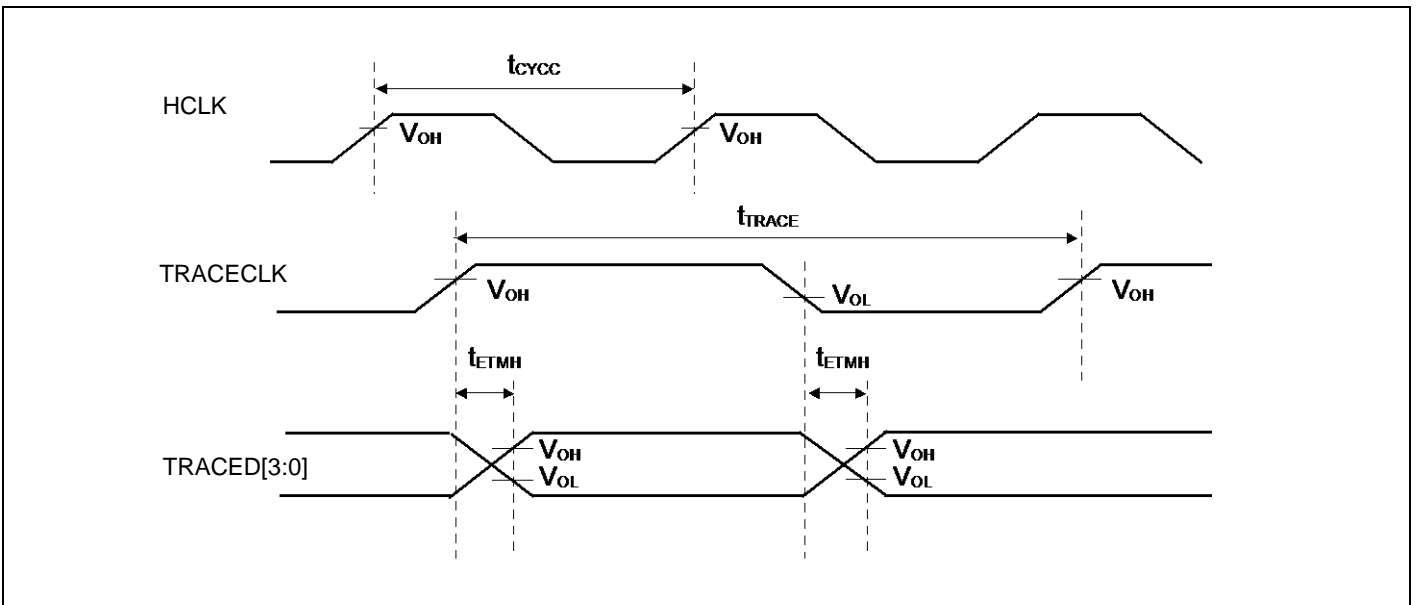 tCYCC
HCLK
VOH VOH
tTRACE
TRACECLK
VOH VOL VOH
tETMH tETMH
TRACED[3:0]
VOH VOH
VOL VOL